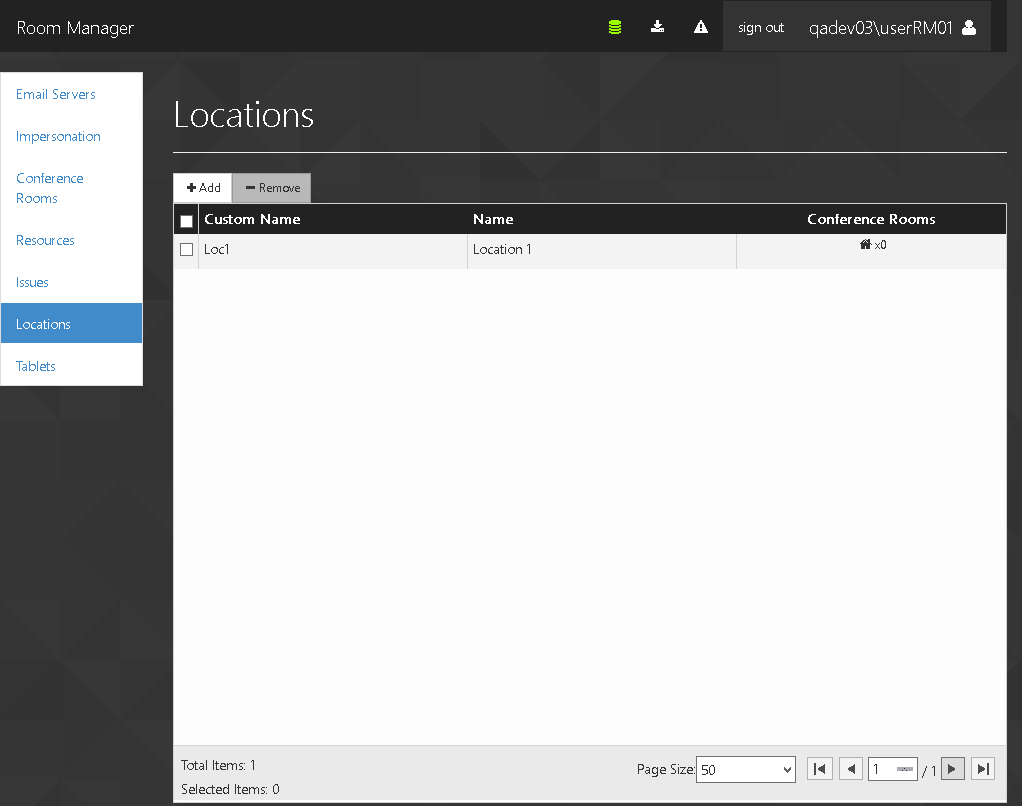 Room Manager
sign out
qadev03\userRM01
Email Servers
Impersonation
Conference
Rooms
Resources
Issues
Locations
Tablets
Locations
Add
Remove
Custom Name Name Conference Rooms
Loc1 Location 1 x0
Total Items: 1
Selected Items: 0
Page Size: 50 1 / 1